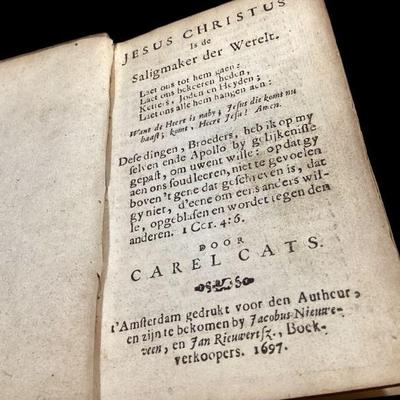 JESUS CHRISTUS
Is de
Saligmaker der Werelt.
Laet ons tot hem gaen:
Laet ons bekeeren heden,
Ketters, Joden en Heyden;
Laet ons alle hem hangen aen:
Want de Heere is naby; Jesus die komt nu
haast; komt, Heere Jesu! Amen.
Dese dingen, Broeders, heb ik op my
selven ende Apollo by gelijkenisse
gepast, om uwent wille: op dat gy
aen ons soud leeren, niet te gevoelen
boven 't gene dat geschreven is, dat
gy niet, d'eene om eens anders wil-
le, opgeblasen en wordet tegen den
anderen. 1 Cor. 4:6.
DOOR
CAREL CATS.
t'Amsterdam gedrukt voor den Autheur,
en zijn te bekomen by Jacobus Nieuwe-
veen, en Jan Rieuwertsz., Boek-
verkoopers. 1697.